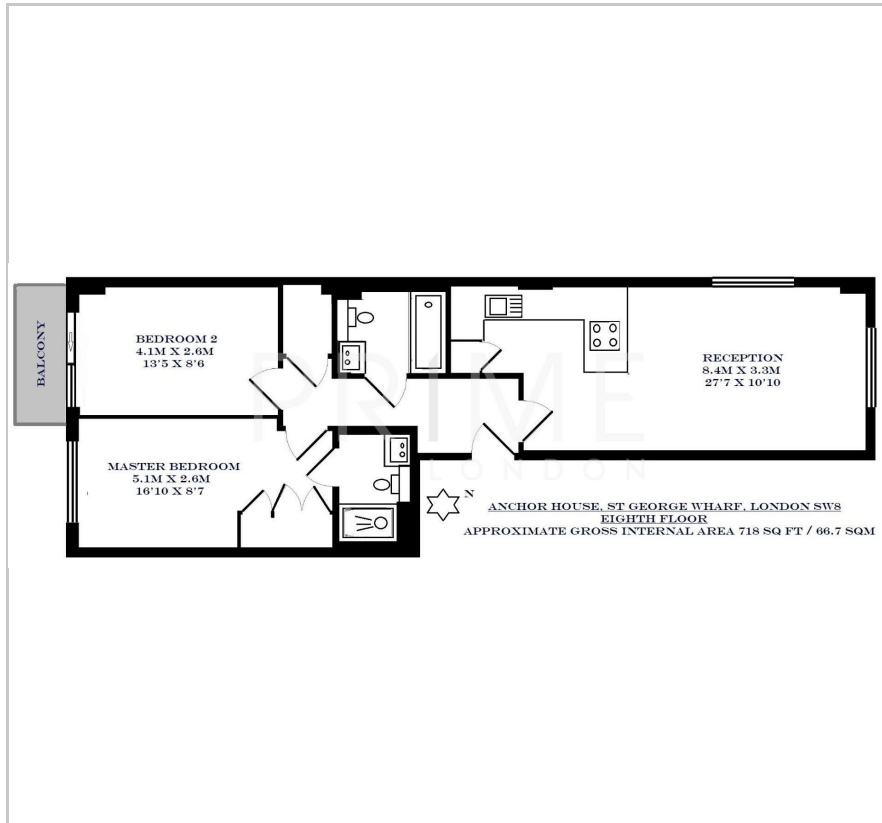 BALCONY
BEDROOM 2
4.1M X 2.6M
13'5 X 8'6
RECEPTION
8.4M X 3.3M
27'7 X 10'10
PRIME
LONDON
MASTER BEDROOM
5.1M X 2.6M
16'10 X 8'7
N
ANCHOR HOUSE, ST GEORGE WHARF, LONDON SW8
EIGHTH FLOOR
APPROXIMATE GROSS INTERNAL AREA 718 SQ FT / 66.7 SQM